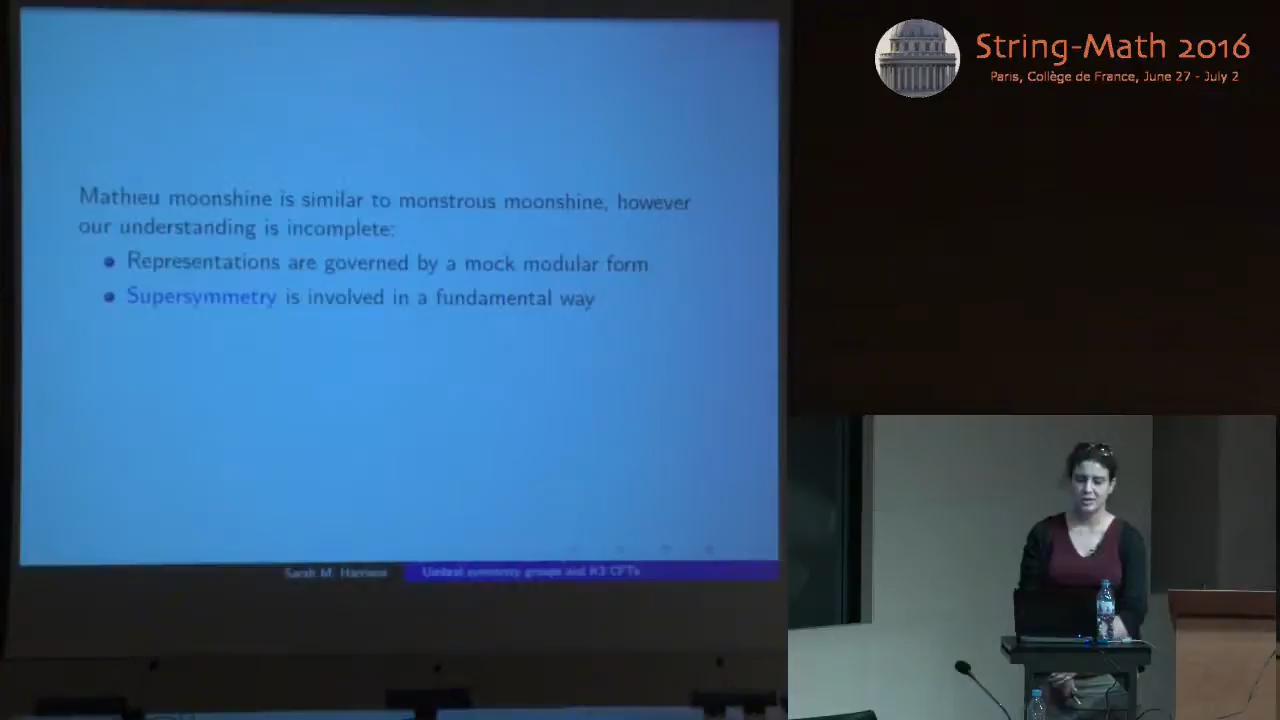 String-Math 2016
Paris, Collège de France, June 27 - July 2
Mathieu moonshine is similar to monstrous moonshine, however
our understanding is incomplete:
Representations are governed by a mock modular form
Supersymmetry is involved in a fundamental way
Sarah M. Harrison
Umbral symmetry groups and K3 CFTs